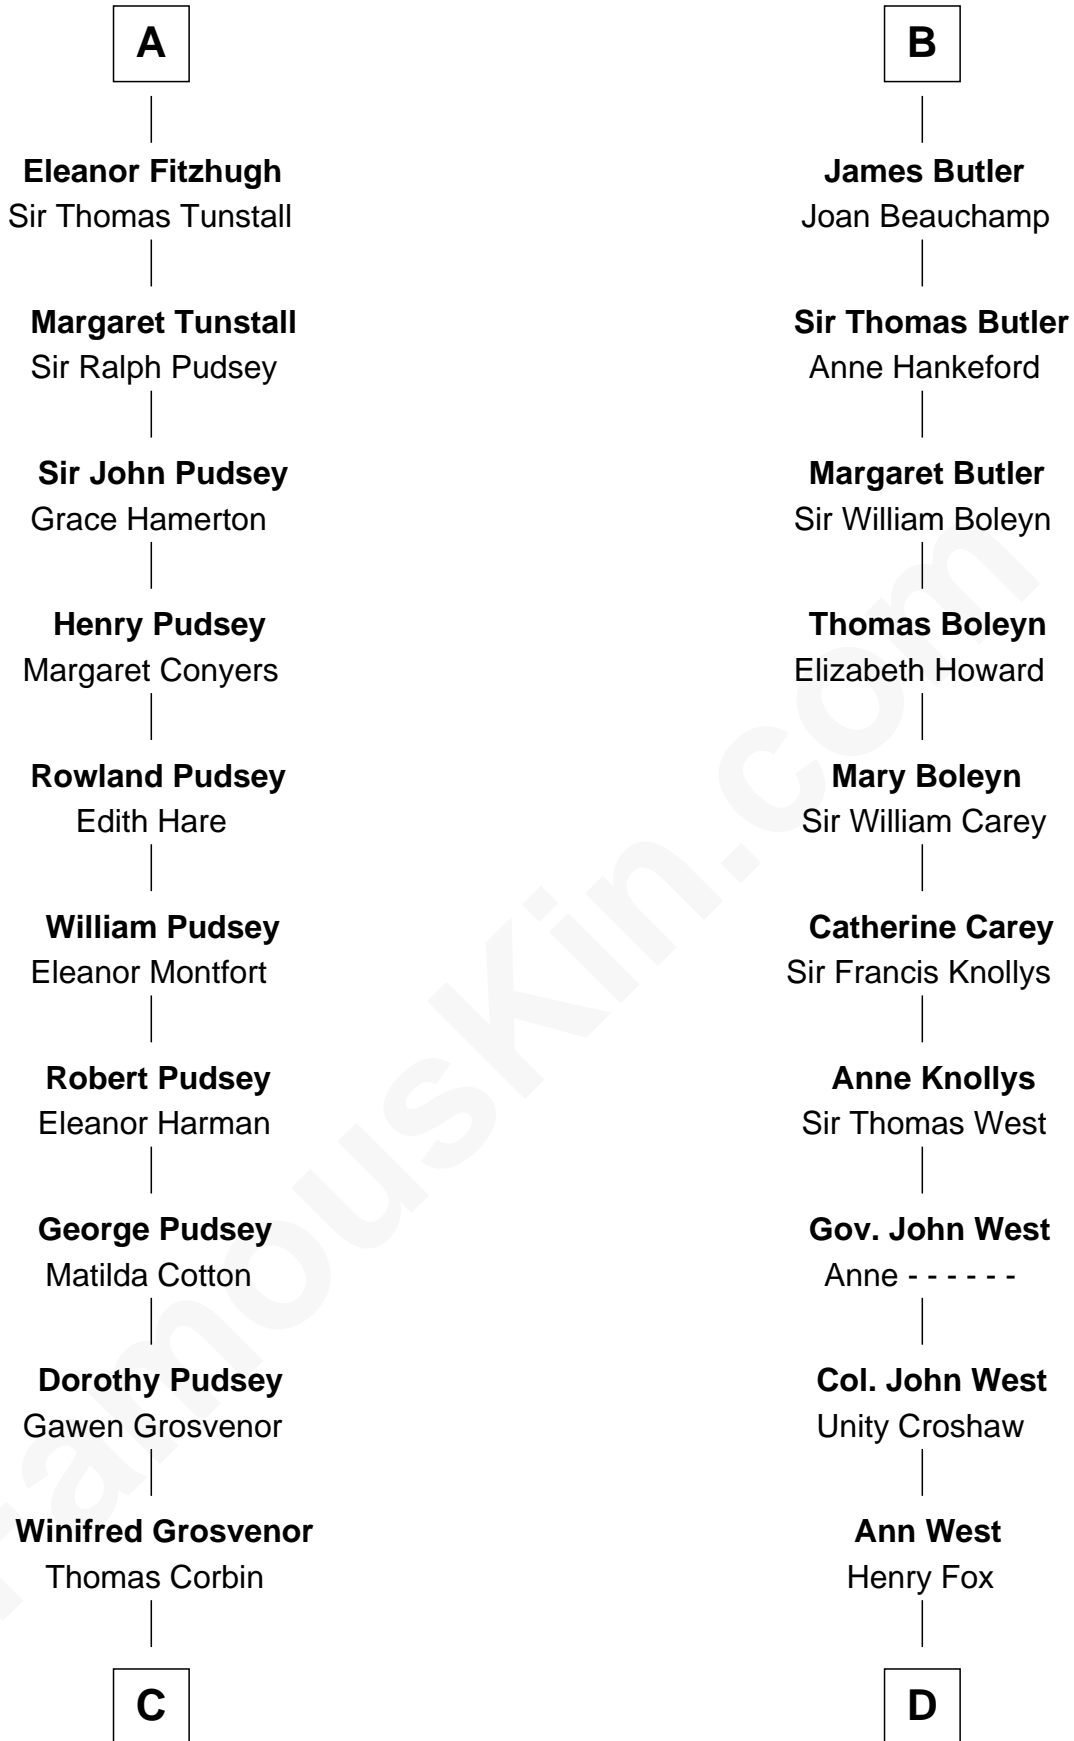 A
Eleanor Fitzhugh
Sir Thomas Tunstall
Margaret Tunstall
Sir Ralph Pudsey
Sir John Pudsey
Grace Hamerton
Henry Pudsey
Margaret Conyers
Rowland Pudsey
Edith Hare
William Pudsey
Eleanor Montfort
Robert Pudsey
Eleanor Harman
George Pudsey
Matilda Cotton
Dorothy Pudsey
Gawen Grosvenor
Winifred Grosvenor
Thomas Corbin
C
B
James Butler
Joan Beauchamp
Sir Thomas Butler
Anne Hankeford
Margaret Butler
Sir William Boleyn
Thomas Boleyn
Elizabeth Howard
Mary Boleyn
Sir William Carey
Catherine Carey
Sir Francis Knollys
Anne Knollys
Sir Thomas West
Gov. John West
Anne - - - - - -
Col. John West
Unity Croshaw
Ann West
Henry Fox
D
FamousKin.com